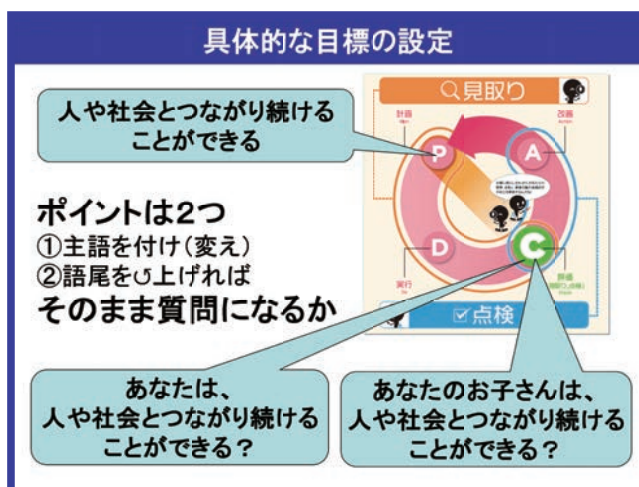 具体的な目標の設定
人や社会とつながり続ける
ことができる
見取り
計画
改善
P
A
ポイントは2つ
①主語を付け(変え)
②語尾を↺上げれば
そのまま質問になるか
D
C
実行
評価
点検
あなたは、
人や社会とつながり続ける
ことができる?
あなたのお子さんは、
人や社会とつながり続ける
ことができる?